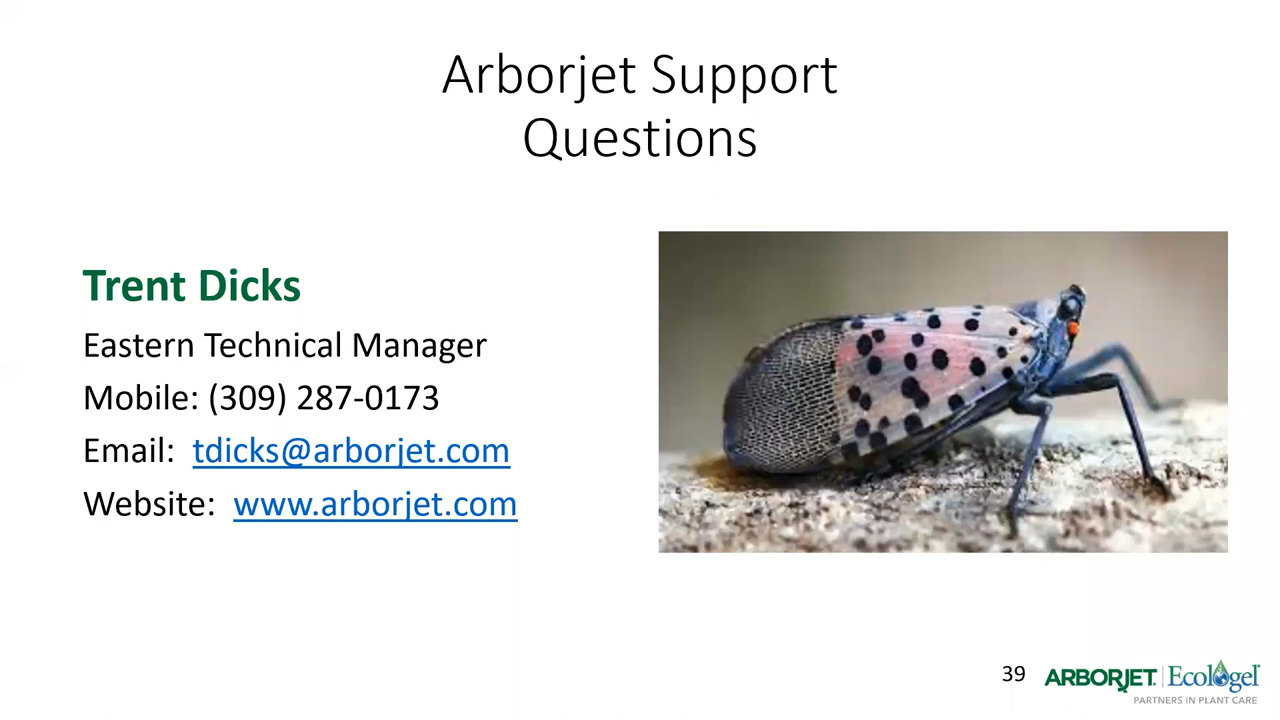 Arborjet Support
Questions
Trent Dicks
Eastern Technical Manager
Mobile: (309) 287-0173
Email: tdicks@arborjet.com
Website: www.arborjet.com
39
ARBORJET | Ecologel
PARTNERS IN PLANT CARE